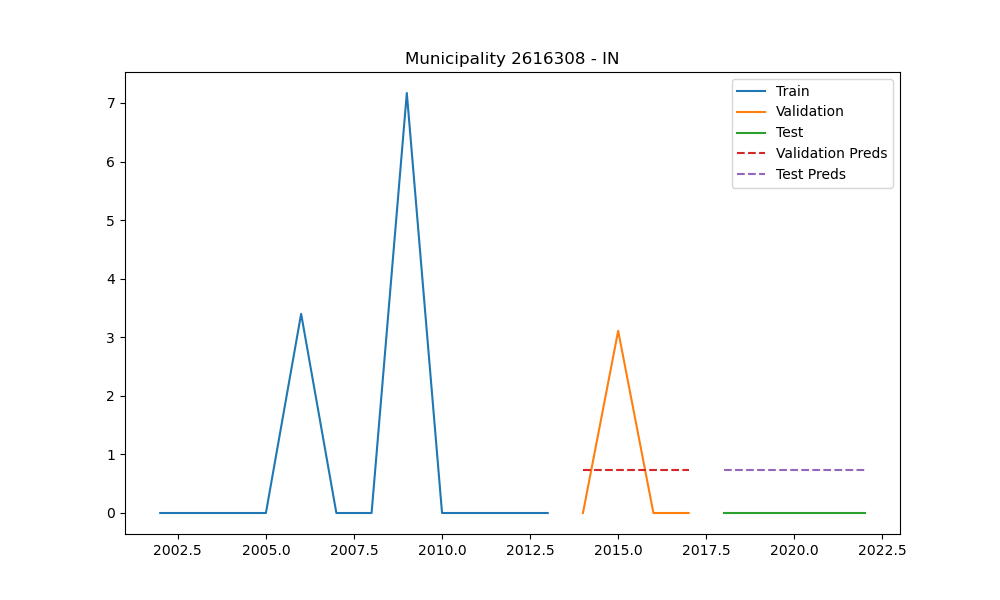 Municipality 2616308 - IN
Train
Validation
Test
Validation Preds
Test Preds
7
6
5
4
3
2
1
0
2002.5 2005.0 2007.5 2010.0 2012.5 2015.0 2017.5 2020.0 2022.5